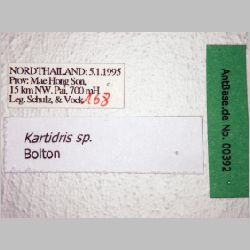 NORDTHAILAND: 5.1.1995
Prov: Mae Hong Son,
15 km NW. Pai, 700 mH
Leg. Schulz, & Vock 168
Kartidris sp.
Bolton
AntBase.de No. 00392